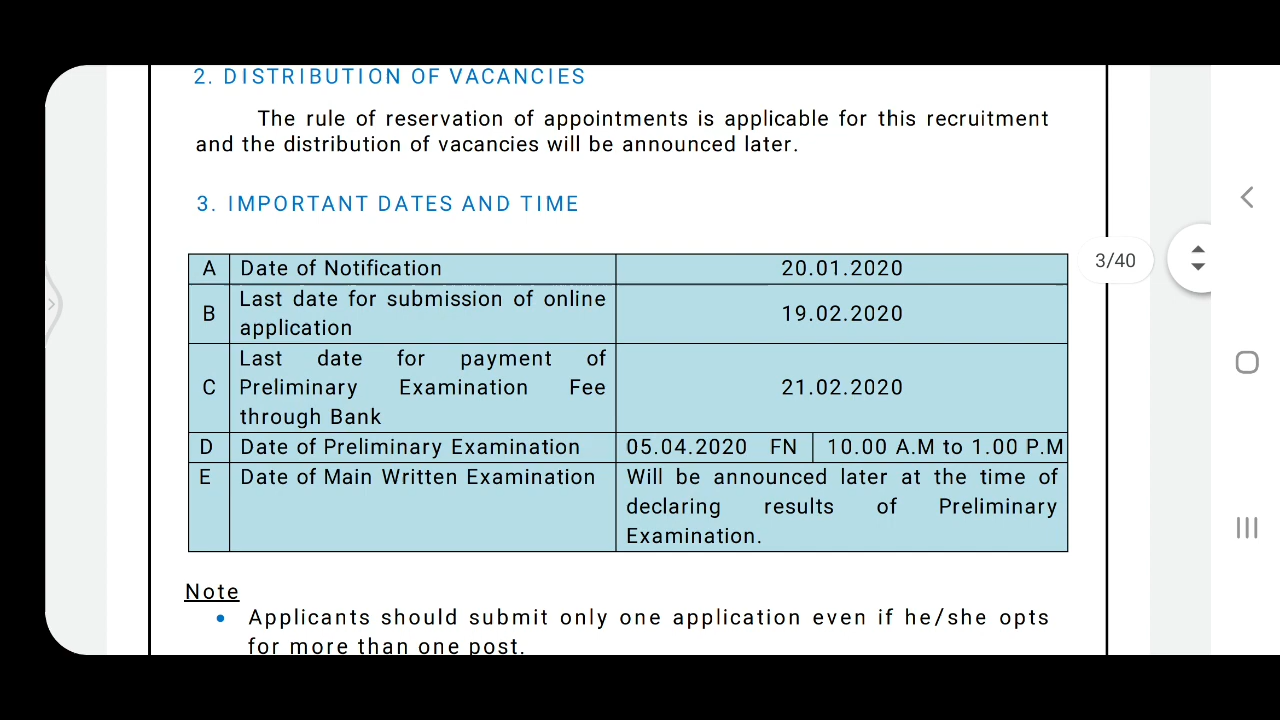 2. DISTRIBUTION OF VACANCIES
The rule of reservation of appointments is applicable for this recruitment
and the distribution of vacancies will be announced later.
3. IMPORTANT DATES AND TIME
A Date of Notification 20.01.2020
3/40
B Last date for submission of online
application 19.02.2020
C Last date for payment of
Preliminary Examination Fee
through Bank 21.02.2020
D Date of Preliminary Examination 05.04.2020 FN 10.00 A.M to 1.00 P.M
E Date of Main Written Examination Will be announced later at the time of
declaring results of Preliminary
Examination.
Note
• Applicants should submit only one application even if he/she opts
for more than one post.